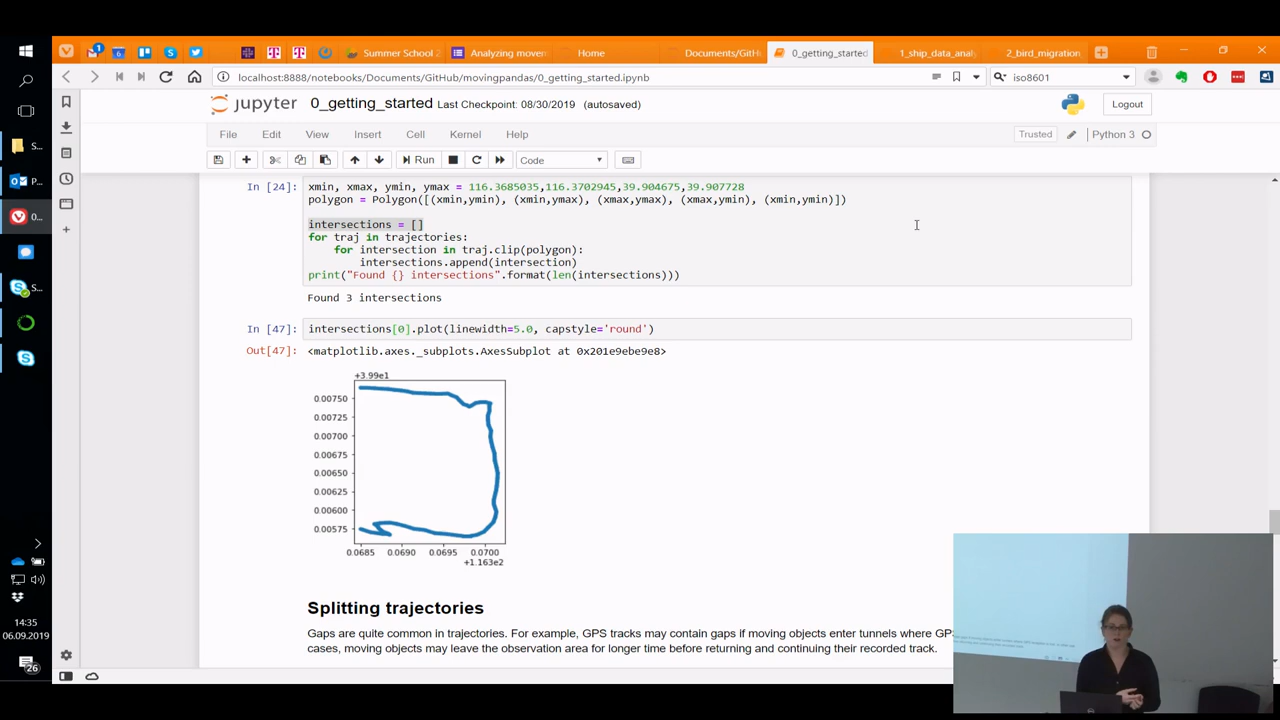 1
6
Summer School 2
Analyzing movem
Home
Documents/GitHu
0_getting_started
1_ship_data_anal
2_bird_migration
localhost:8888/notebooks/Documents/GitHub/movingpandas/0_getting_started.ipynb
iso8601
jupyter 0_getting_started Last Checkpoint: 08/30/2019 (autosaved)
Logout
File Edit View Insert Cell Kernel Help
Trusted
Python 3
Run
Code
In [24]: xmin, xmax, ymin, ymax = 116.3685035,116.3702945,39.904675,39.907728
polygon = Polygon([(xmin,ymin), (xmin,ymax), (xmax,ymax), (xmax,ymin), (xmin,ymin)])
intersections = []
for traj in trajectories:
for intersection in traj.clip(polygon):
intersections.append(intersection)
print("Found {} intersections".format(len(intersections)))
Found 3 intersections
In [47]: intersections[0].plot(linewidth=5.0, capstyle='round')
Out[47]: <matplotlib.axes._subplots.AxesSubplot at 0x201e9ebe9e8>
+3.99e1
0.00750
0.00725
0.00700
0.00675
0.00650
0.00625
0.00600
0.00575
0.0685 0.0690 0.0695 0.0700
+1.163e2
Splitting trajectories
Gaps are quite common in trajectories. For example, GPS tracks may contain gaps if moving objects enter tunnels where GPS
cases, moving objects may leave the observation area for longer time before returning and continuing their recorded track.
S...
P...
0...
S...
14:35
06.09.2019
26